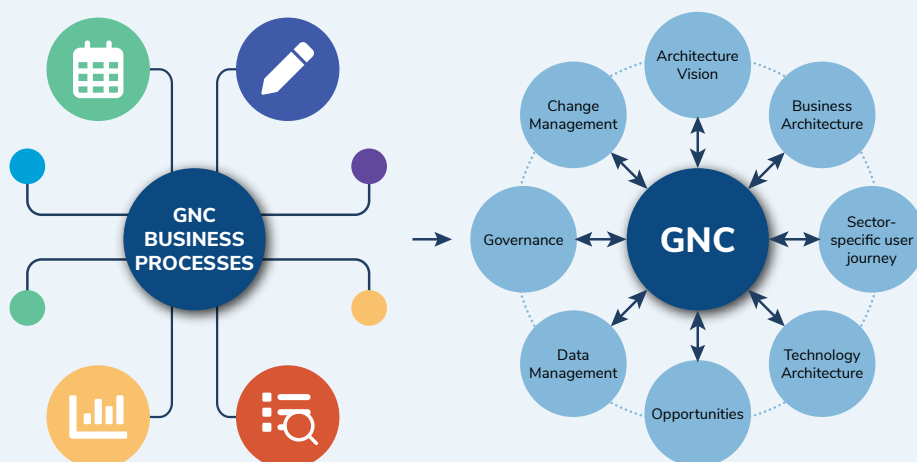 GNC
BUSINESS
PROCESSES
Architecture
Vision
Change
Management
Business
Architecture
Governance
GNC
Sector-
specific user
journey
Data
Management
Technology
Architecture
Opportunities